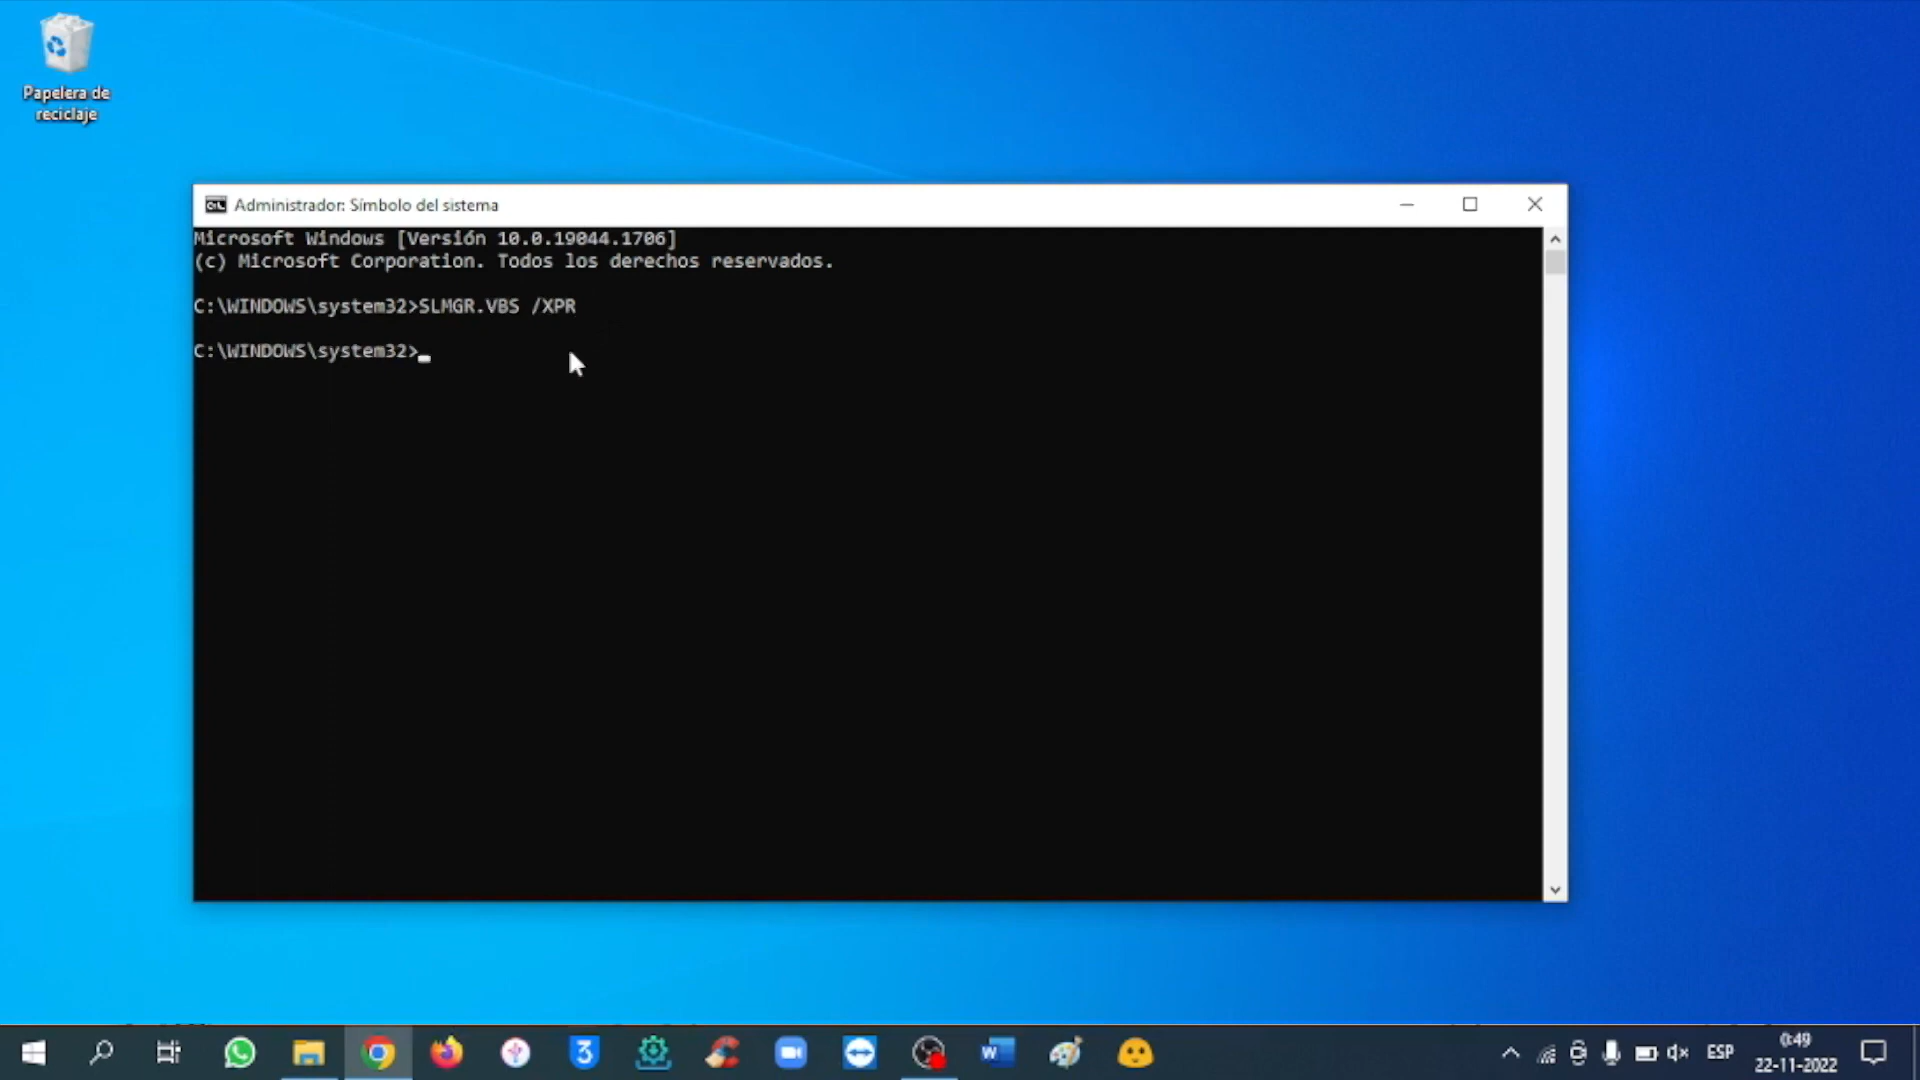 Papelera de
reciclaje
Administrador: Símbolo del sistema
Microsoft Windows [Versión 10.0.19044.1706]
(c) Microsoft Corporation. Todos los derechos reservados.
C:\WINDOWS\system32>SLMGR.VBS /XPR
C:\WINDOWS\system32>
ESP
0:49
22-11-2022